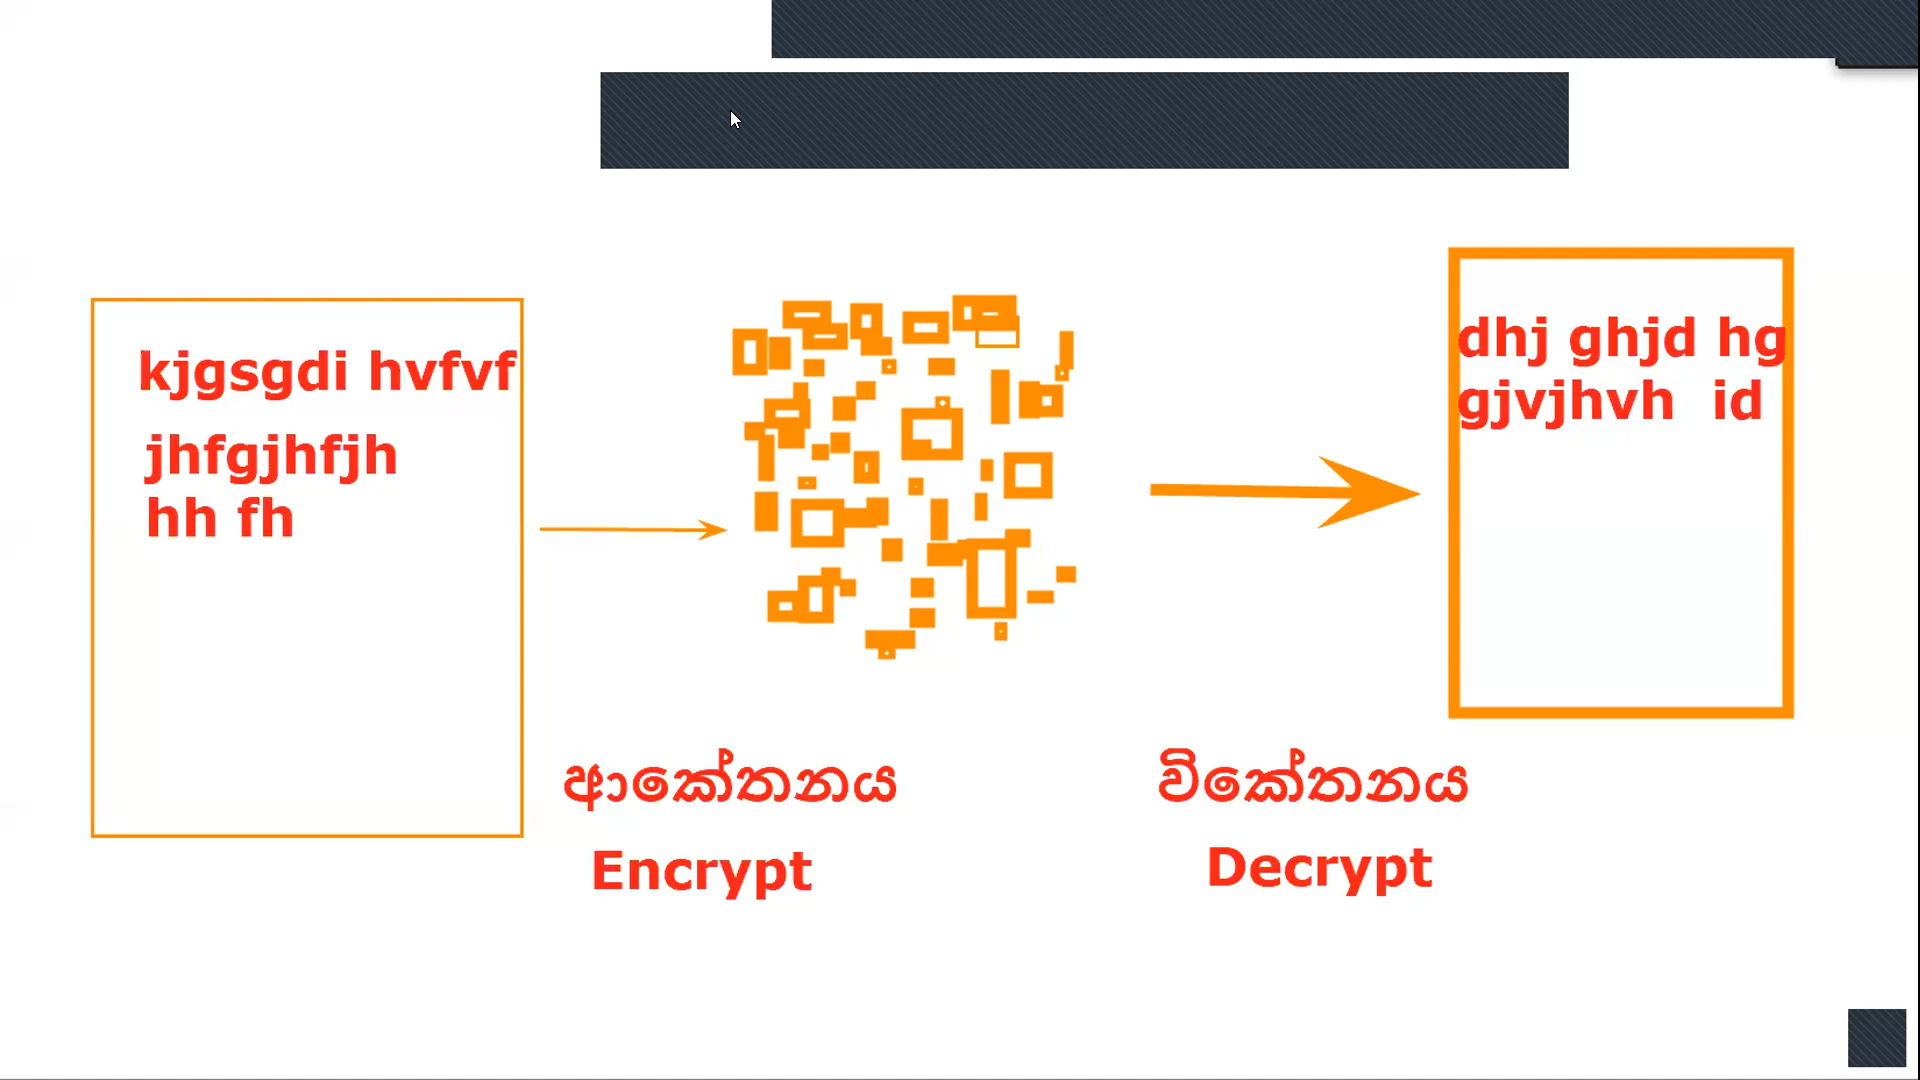 kjgsgdi hvfvf
jhfgjhfjh
hh fh
dhj ghjd hg
gjvjhvh  id
ආකේතනය
විකේතනය
Encrypt
Decrypt